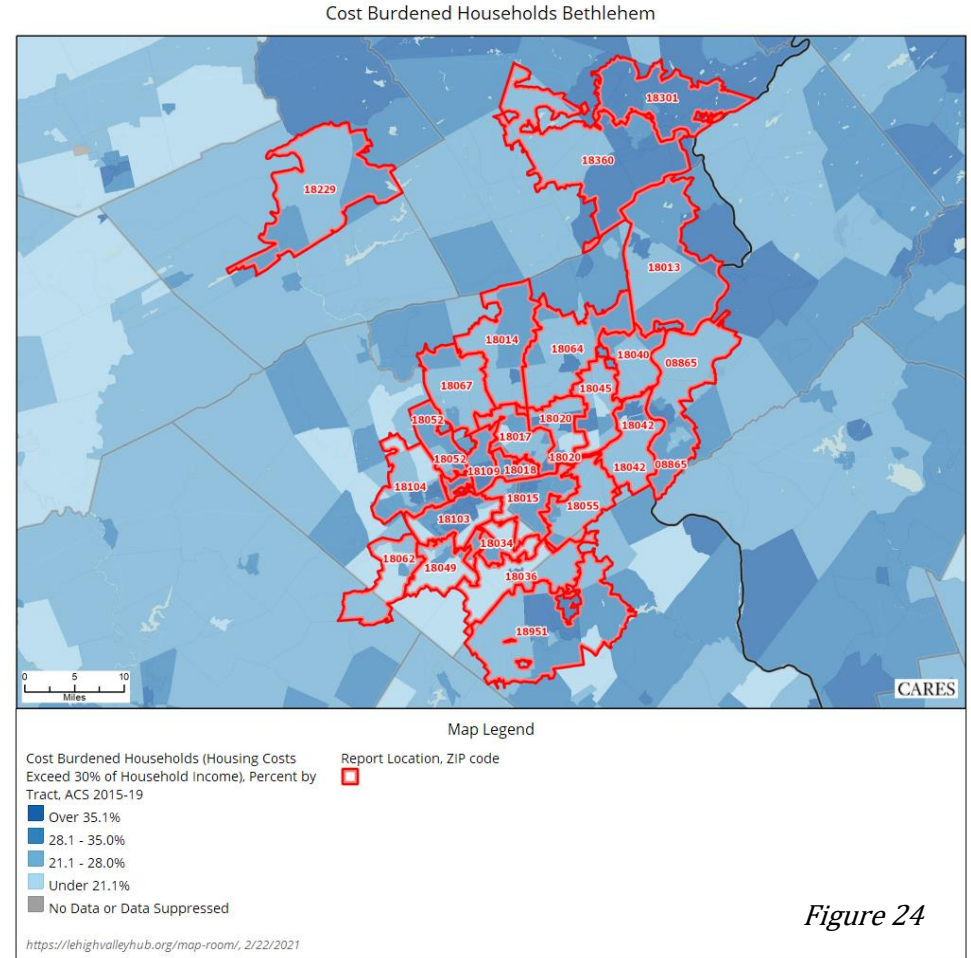 Cost Burdened Households Bethlehem
18301
18360
18229
18013
18014
18064
18040
08865
18067
18045
18052
18020
18042
18017
18052
18020
18109
18018
18042
08865
18104
18015
18055
18103
18034
18062
18049
18036
18951
0 5 10
Miles
CARES
Map Legend
Cost Burdened Households (Housing Costs
Exceed 30% of Household Income), Percent by
Tract, ACS 2015-19
Over 35.1%
28.1 - 35.0%
21.1 - 28.0%
Under 21.1%
No Data or Data Suppressed
Report Location, ZIP code
Figure 24
https://lehighvalleyhub.org/map-room/, 2/22/2021